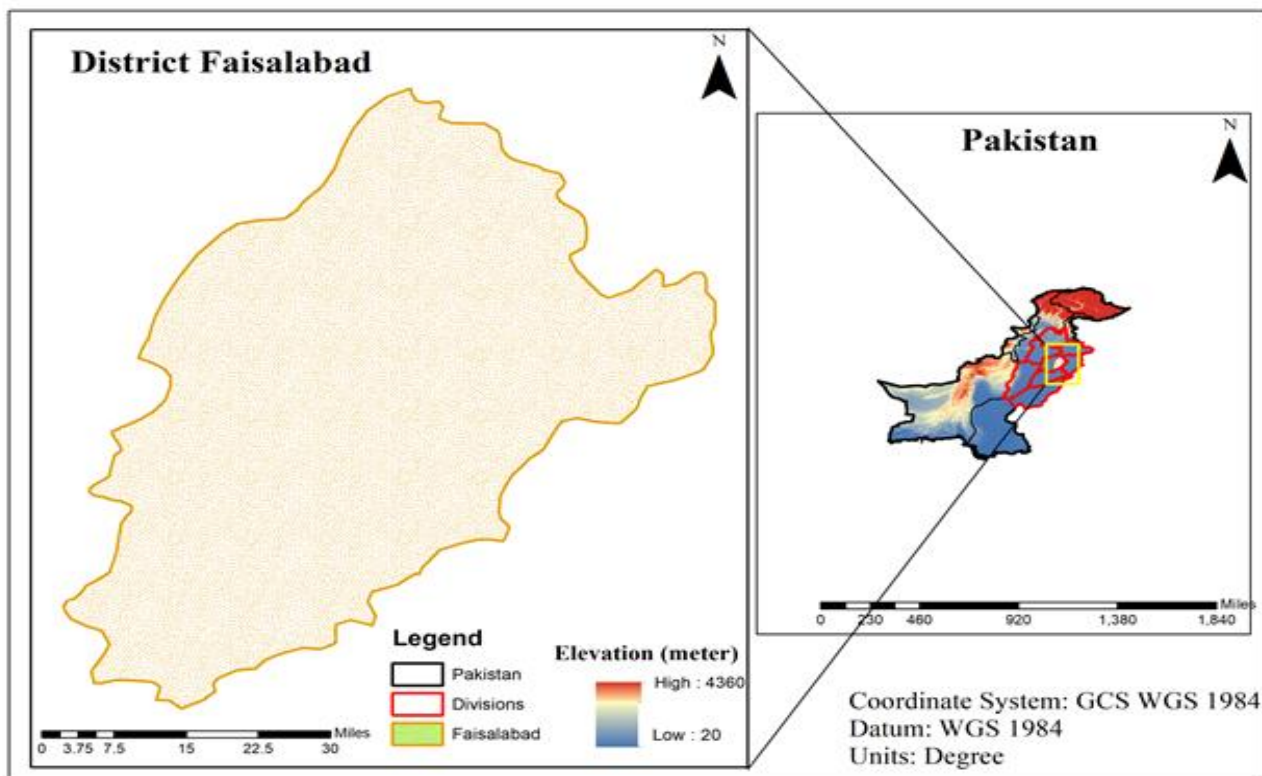 District Faisalabad
N
Legend
Pakistan
Divisions
Faisalabad
Elevation (meter)
High : 4360
Low : 20
Miles
0 3.75 7.5 15 22.5 30
Pakistan
N
Miles
0 230 460 920 1,380 1,840
Coordinate System: GCS WGS 1984
Datum: WGS 1984
Units: Degree